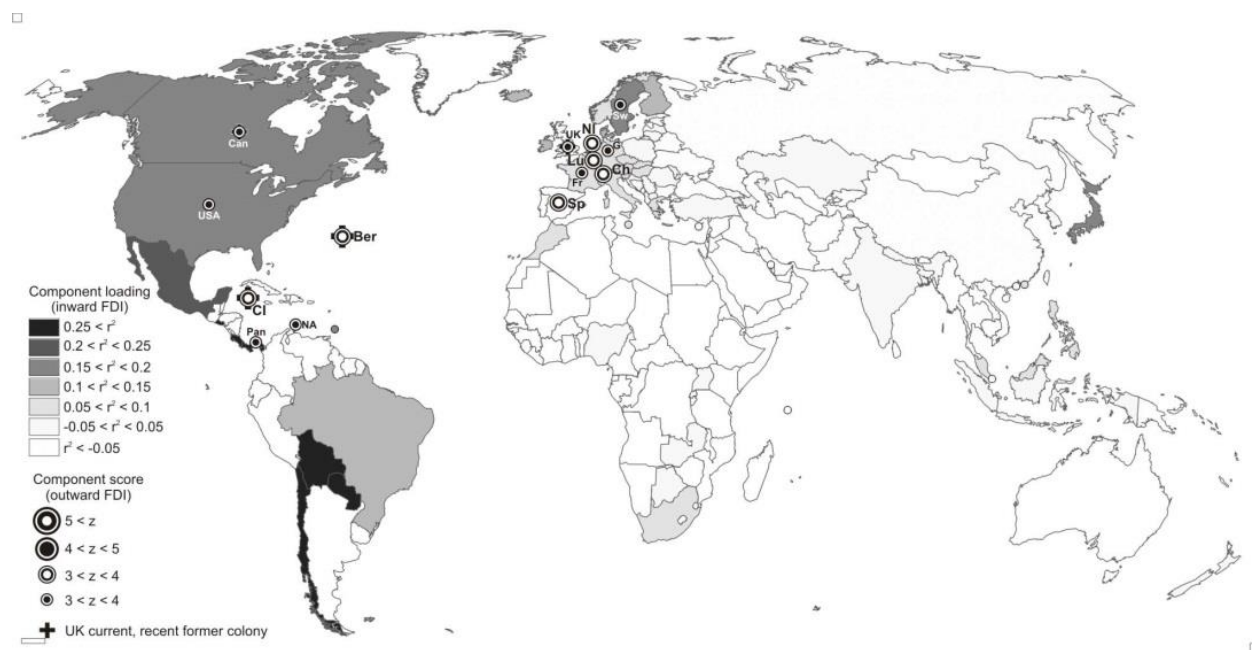 Can
USA
Ber
CI
Pan
NA
Sw
UK
Nl
G
Lu
Ch
Fr
Sp
Component loading
(inward FDI)
0.25 < r²
0.2 < r² < 0.25
0.15 < r² < 0.2
0.1 < r² < 0.15
0.05 < r² < 0.1
-0.05 < r² < 0.05
r² < -0.05
Component score
(outward FDI)
5 < z
4 < z < 5
3 < z < 4
3 < z < 4
UK current, recent former colony